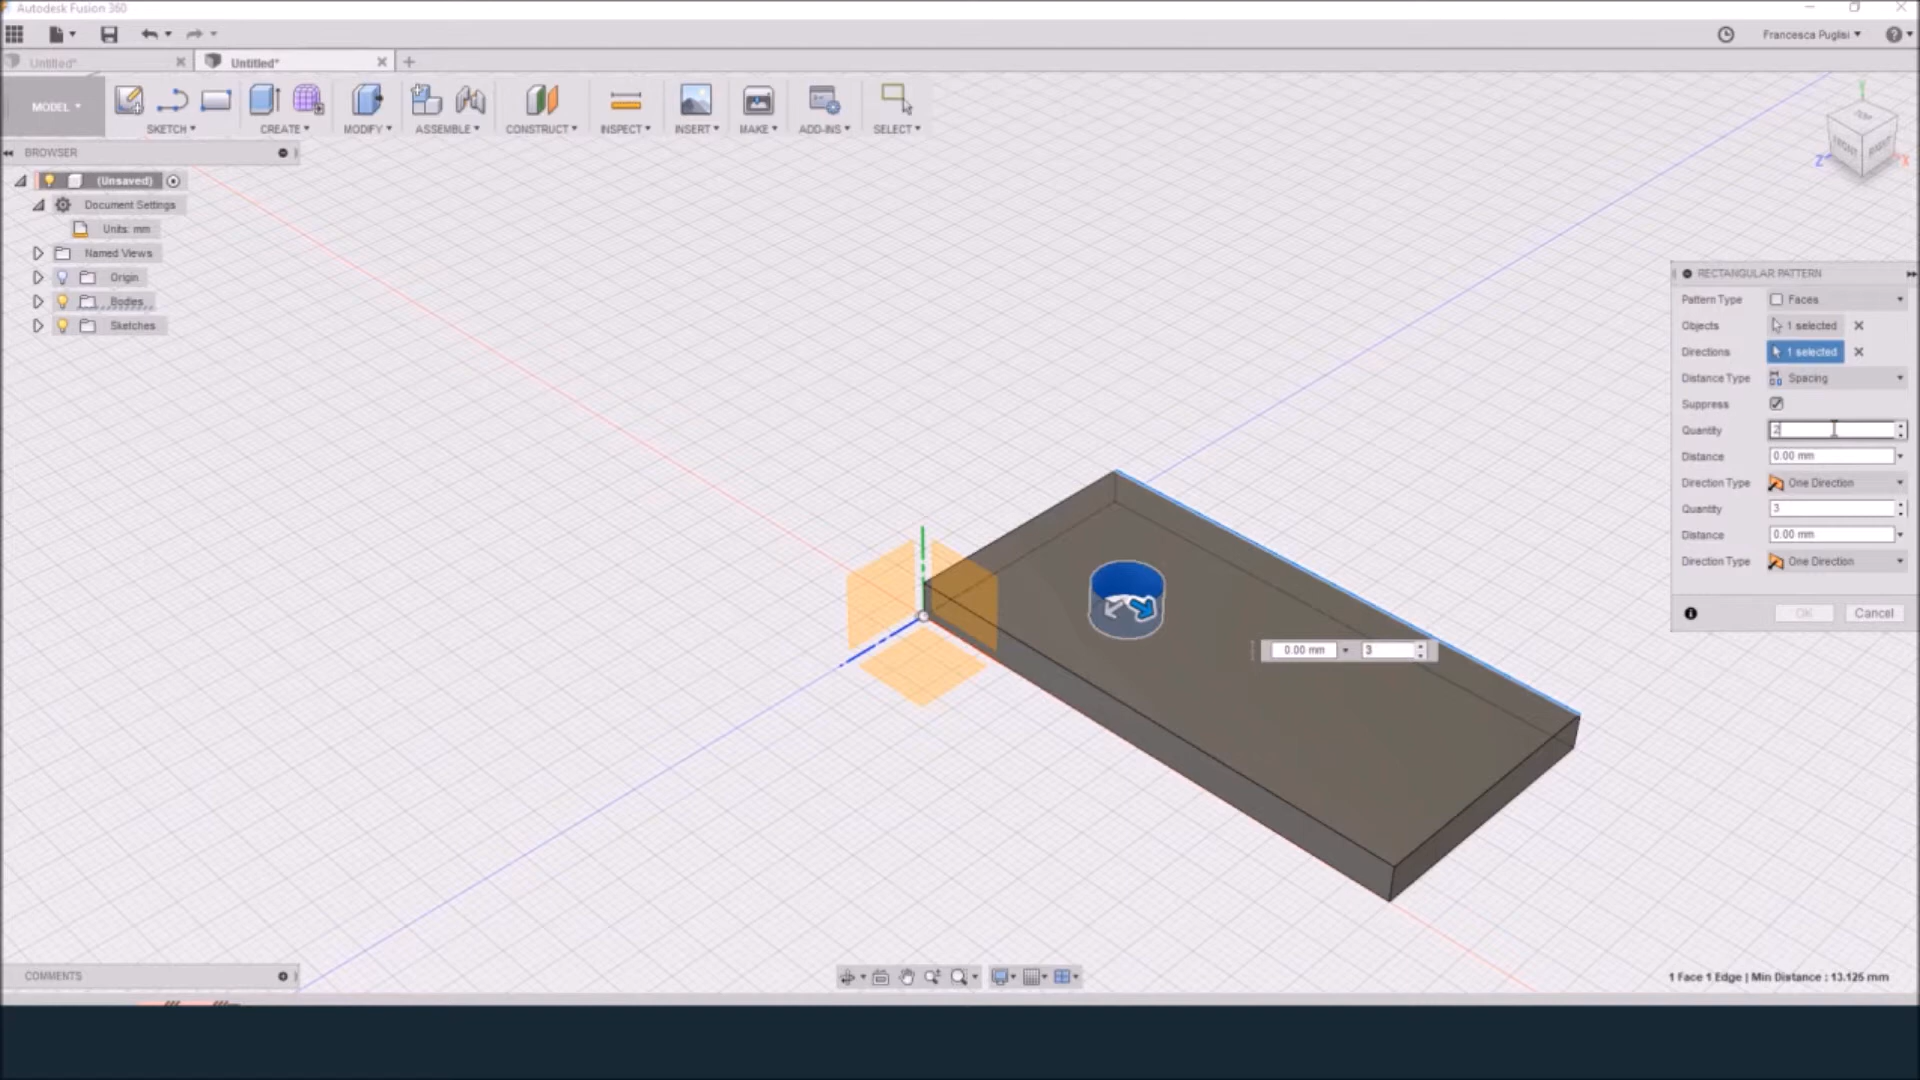 Autodesk Fusion 360
Francesca Puglisi
Untitled*
Untitled*
MODEL
SKETCH
CREATE
MODIFY
ASSEMBLE
CONSTRUCT
INSPECT
INSERT
MAKE
ADD-INS
SELECT
BROWSER
(Unsaved)
Document Settings
Units: mm
Named Views
Origin
Bodies
Sketches
Y
TOP
FRONT
RIGHT
Z
X
RECTANGULAR PATTERN
Pattern Type Faces
Objects 1 selected
Directions 1 selected
Distance Type Spacing
Suppress
Quantity 2
Distance 0.00 mm
Direction Type One Direction
Quantity 3
Distance 0.00 mm
Direction Type One Direction
OK Cancel
0.00 mm 3
COMMENTS
1 Face 1 Edge | Min Distance : 13.125 mm